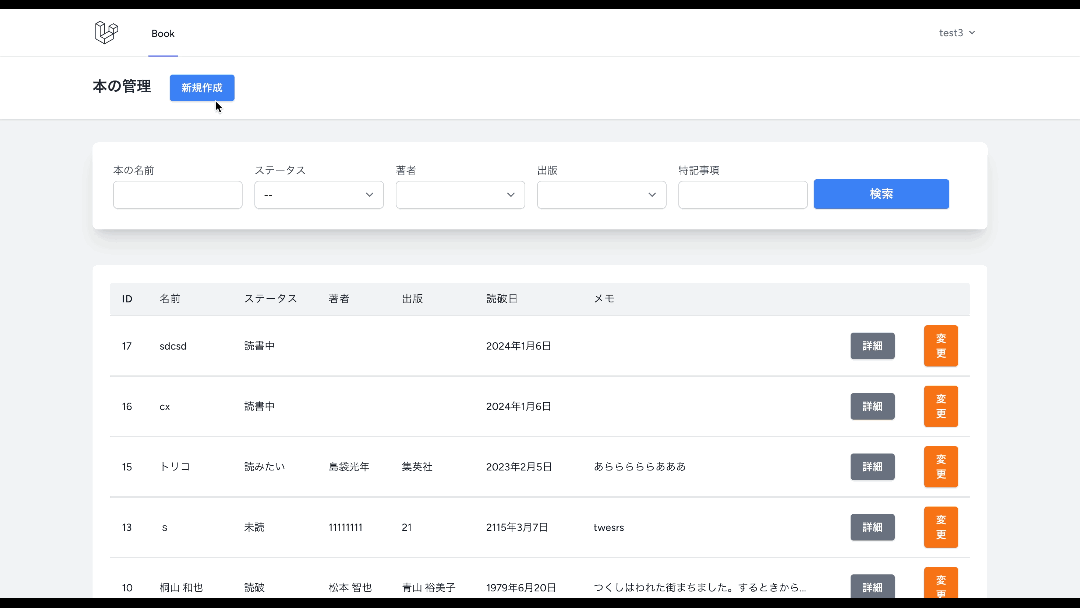 Book
test3
本の管理
新規作成
本の名前 ステータス 著者 出版 特記事項
-- 検索
ID 名前 ステータス 著者 出版 読破日 メモ
17 sdcsd 読書中 2024年1月6日 詳細 変更
16 cx 読書中 2024年1月6日 詳細 変更
15 トリコ 読みたい 島袋光年 集英社 2023年2月5日 あらららららあああ 詳細 変更
13 s 未読 11111111 21 2115年3月7日 twesrs 詳細 変更
10 桐山 和也 読破 松本 智也 青山 裕美子 1979年6月20日 つくしはわれた街まちました。するときから... 詳細 変更